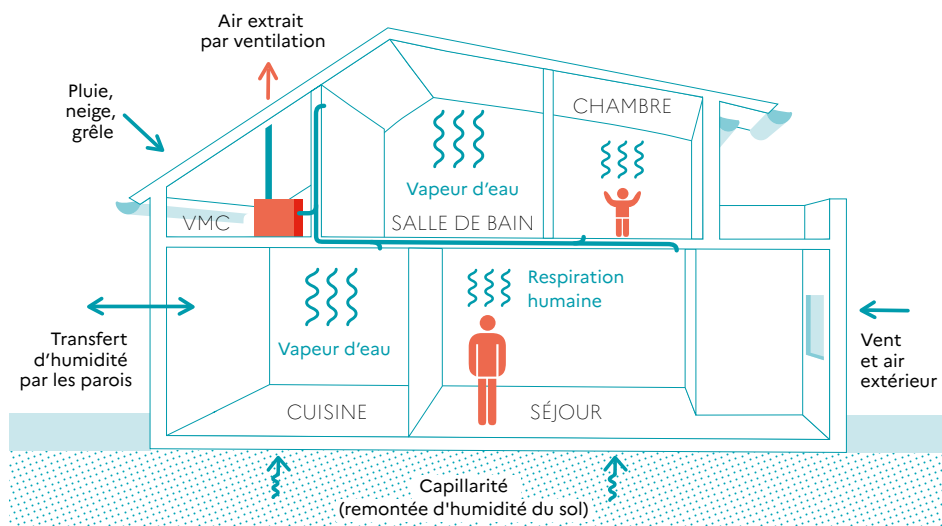 Air extrait
par ventilation
Pluie,
neige,
grêle
CHAMBRE
Vapeur d'eau
VMC
SALLE DE BAIN
Respiration
humaine
Transfert
d'humidité
par les parois
Vapeur d'eau
Vent
et air
extérieur
CUISINE
SÉJOUR
Capillarité
(remontée d'humidité du sol)